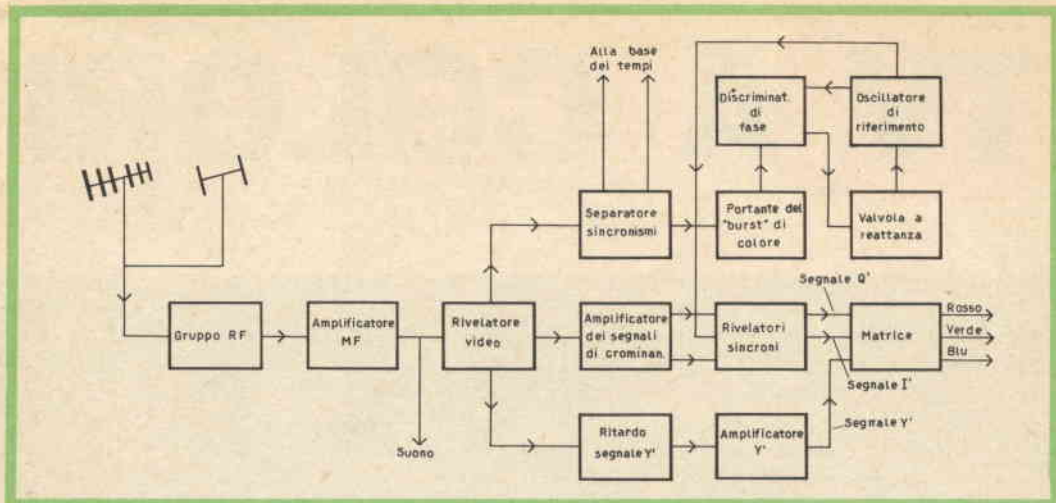 Alla base
dei tempi
Discriminat.
di
fase
Oscillatore
di
riferimento
Separatore
sincronismi
Portante del
"burst" di
colore
Valvola a
reattanza
Segnale Q'
Gruppo RF
Amplificatore
MF
Rivelatore
video
Amplificatore
dei segnali
di crominan.
Rivelatori
sincroni
Matrice
Rosso
Verde
Blu
Segnale I'
Segnale Y'
Suono
Ritardo
segnale Y'
Amplificatore
Y'